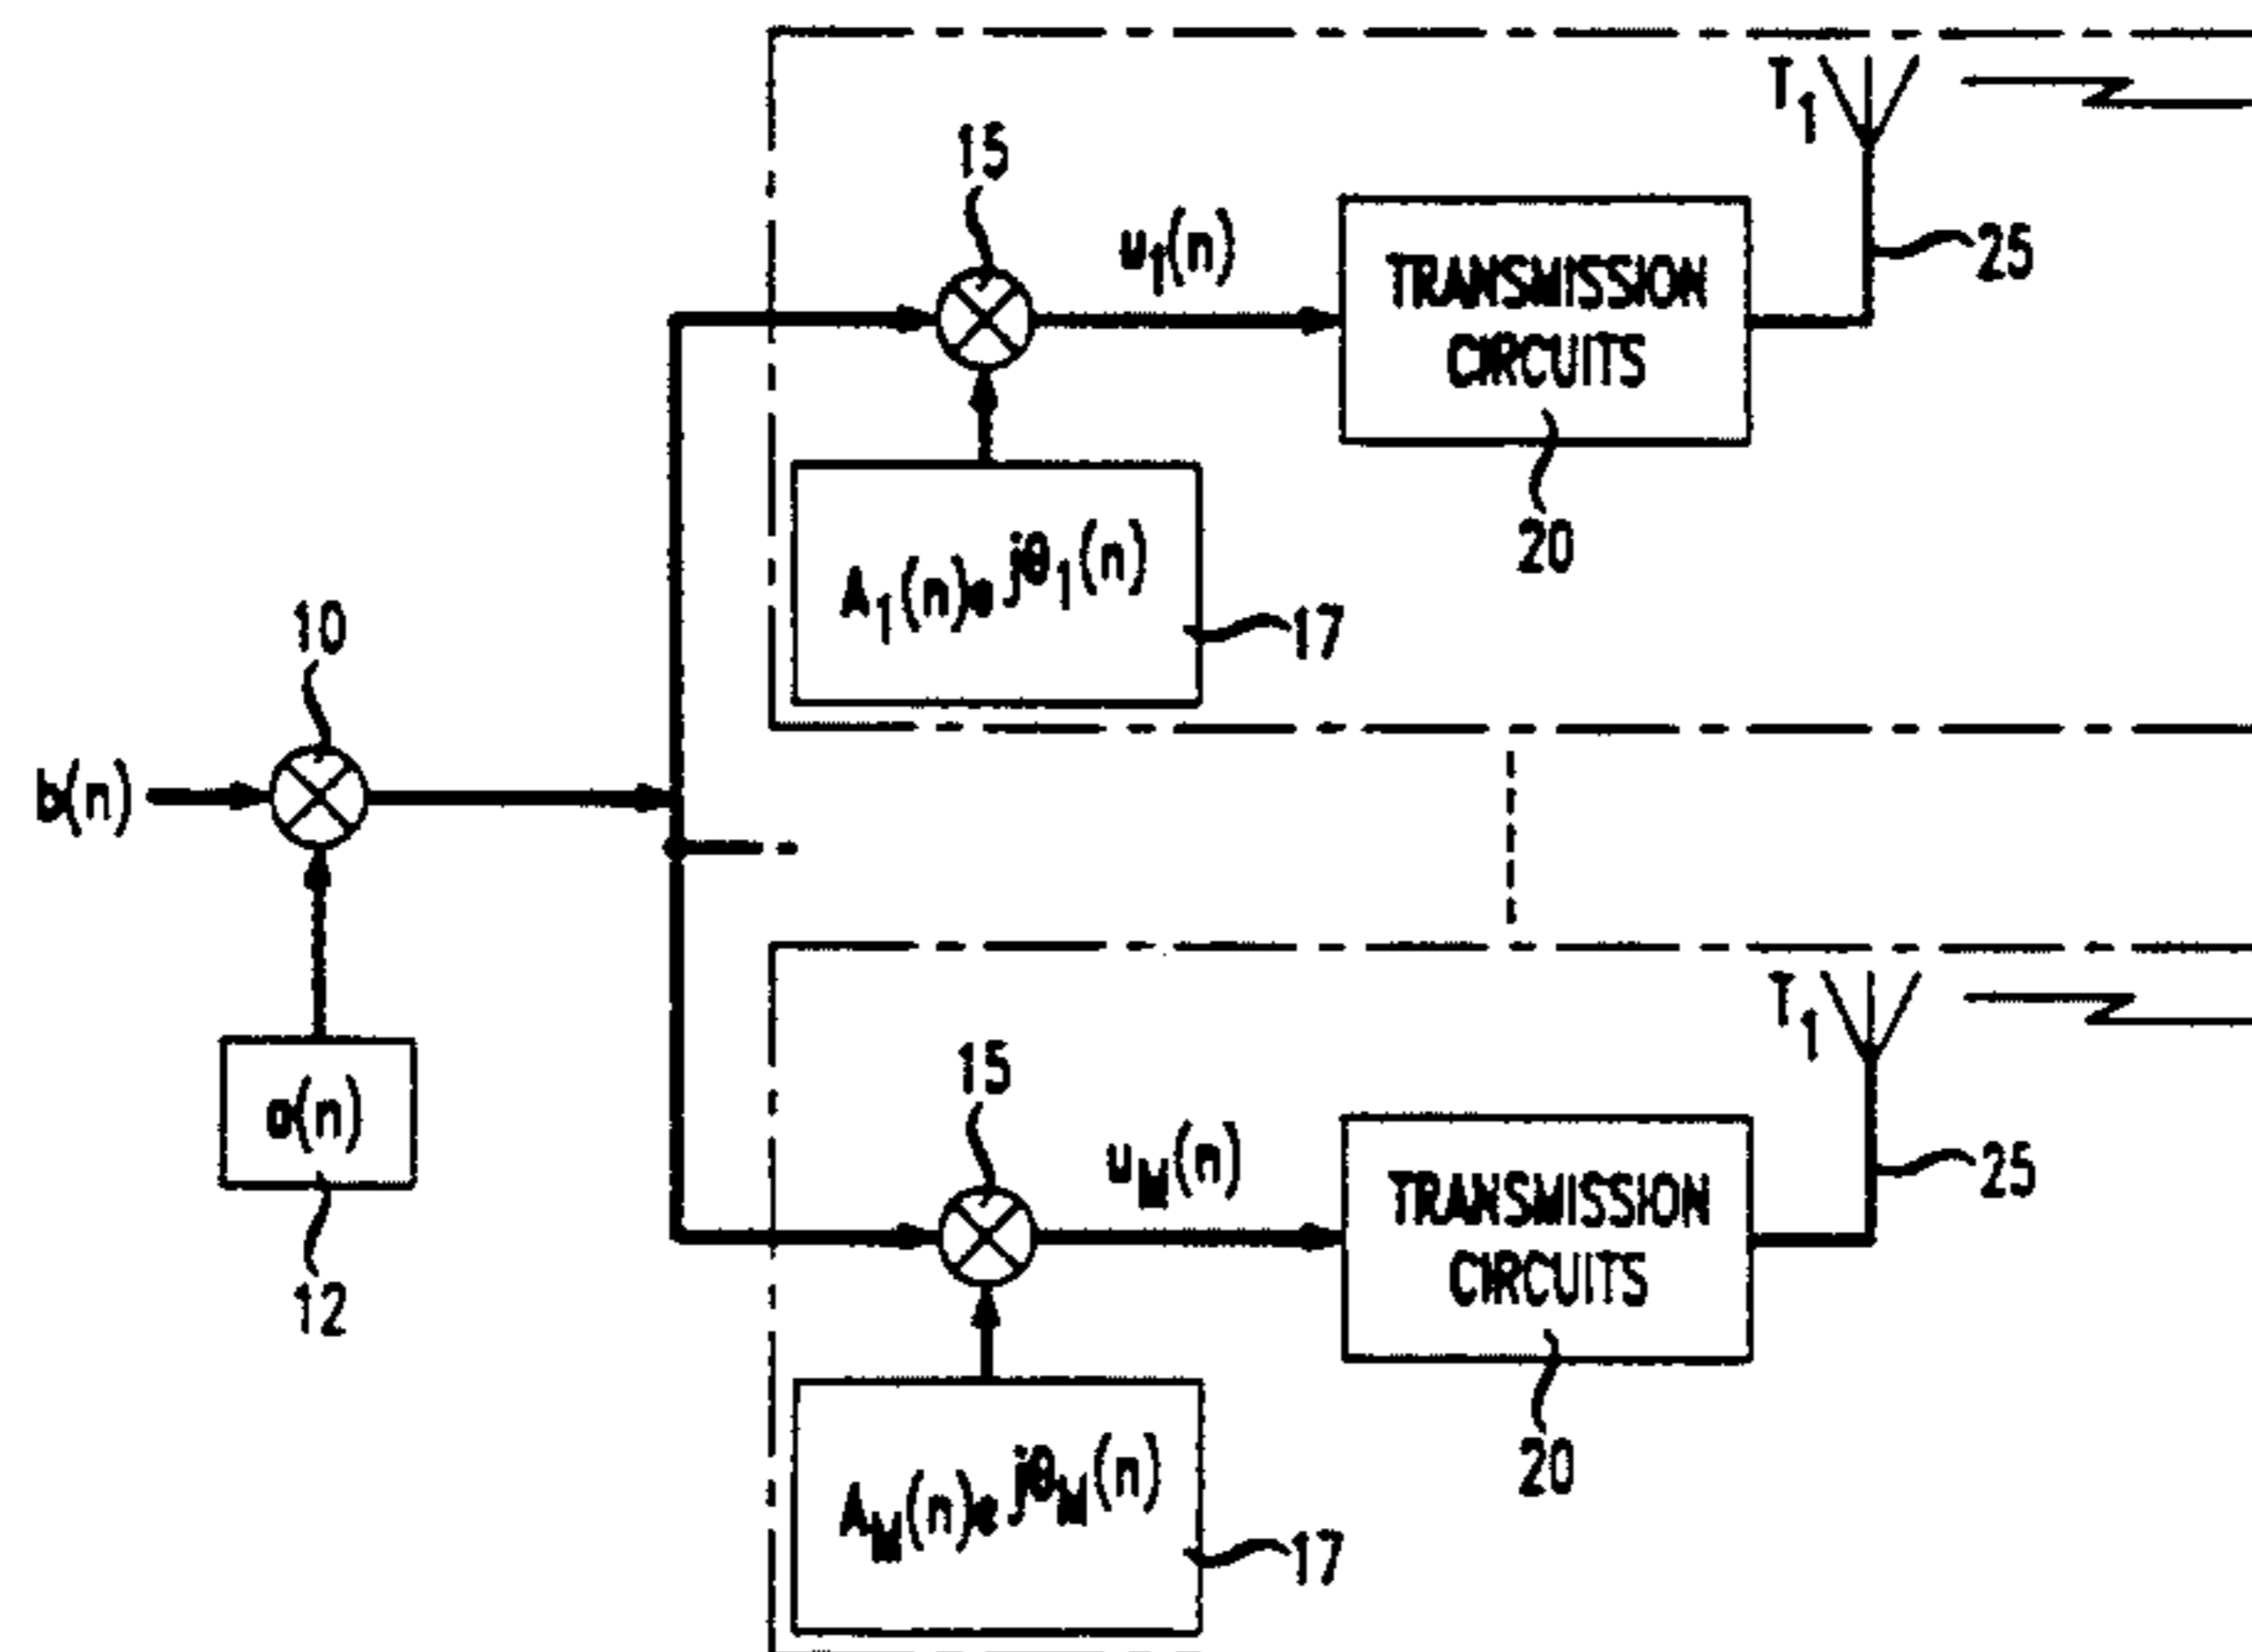 T1
15
u1(n)
TRANSMISSION
CIRCUITS
25
20
A1(n)e jθ1(n)
17
10
b(n)
a(n)
12
T1
15
uM(n)
TRANSMISSION
CIRCUITS
25
20
AM(n)e jθM(n)
17